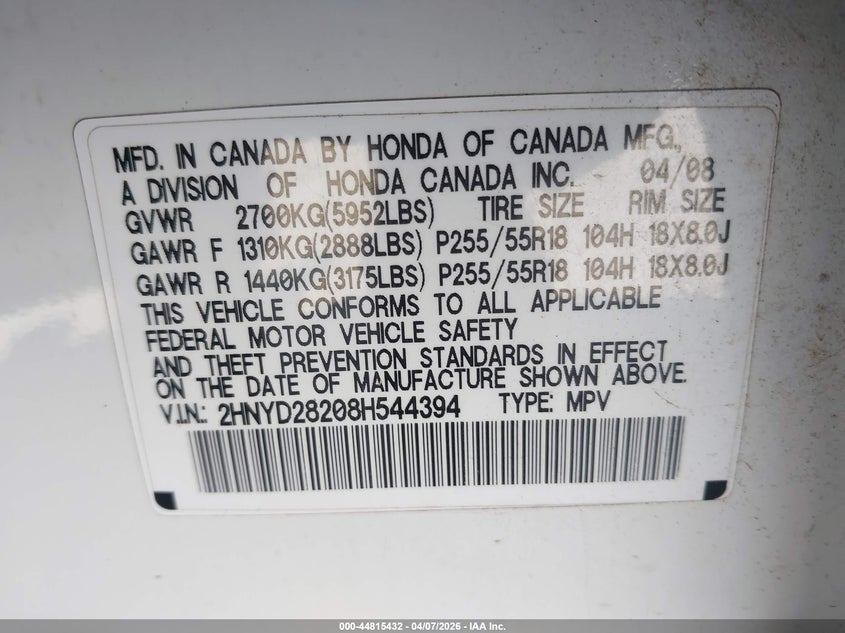 MFD. IN CANADA BY HONDA OF CANADA MFG.,
A DIVISION OF HONDA CANADA INC. 04/08
GVWR 2700KG(5952LBS) TIRE SIZE RIM SIZE
GAWR F 1310KG(2888LBS) P255/55R18 104H 18X8.0J
GAWR R 1440KG(3175LBS) P255/55R18 104H 18X8.0J
THIS VEHICLE CONFORMS TO ALL APPLICABLE
FEDERAL MOTOR VEHICLE SAFETY
AND THEFT PREVENTION STANDARDS IN EFFECT
ON THE DATE OF MANUFACTURE SHOWN ABOVE.
V.I.N.: 2HNYD28208H544394 TYPE: MPV
000-44815432 - 04/07/2026 - IAA Inc.